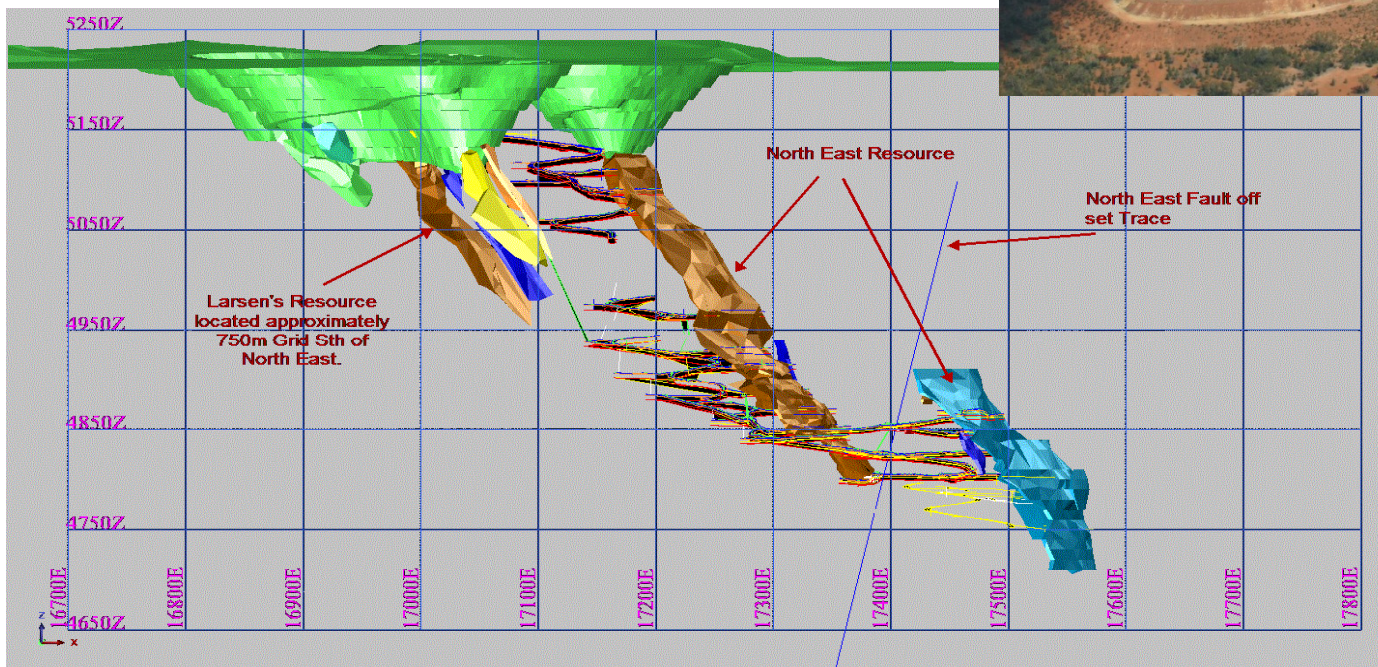 5250Z
5150Z
North East Resource
North East Fault off
set Trace
5050Z
Larsen's Resource
located approximately
750m Grid Sth of
North East.
4950Z
4850Z
4750Z
16700E
16800E
16900E
17000E
17100E
17200E
17300E
17400E
17500E
17600E
17700E
17800E
4650Z
Z
X